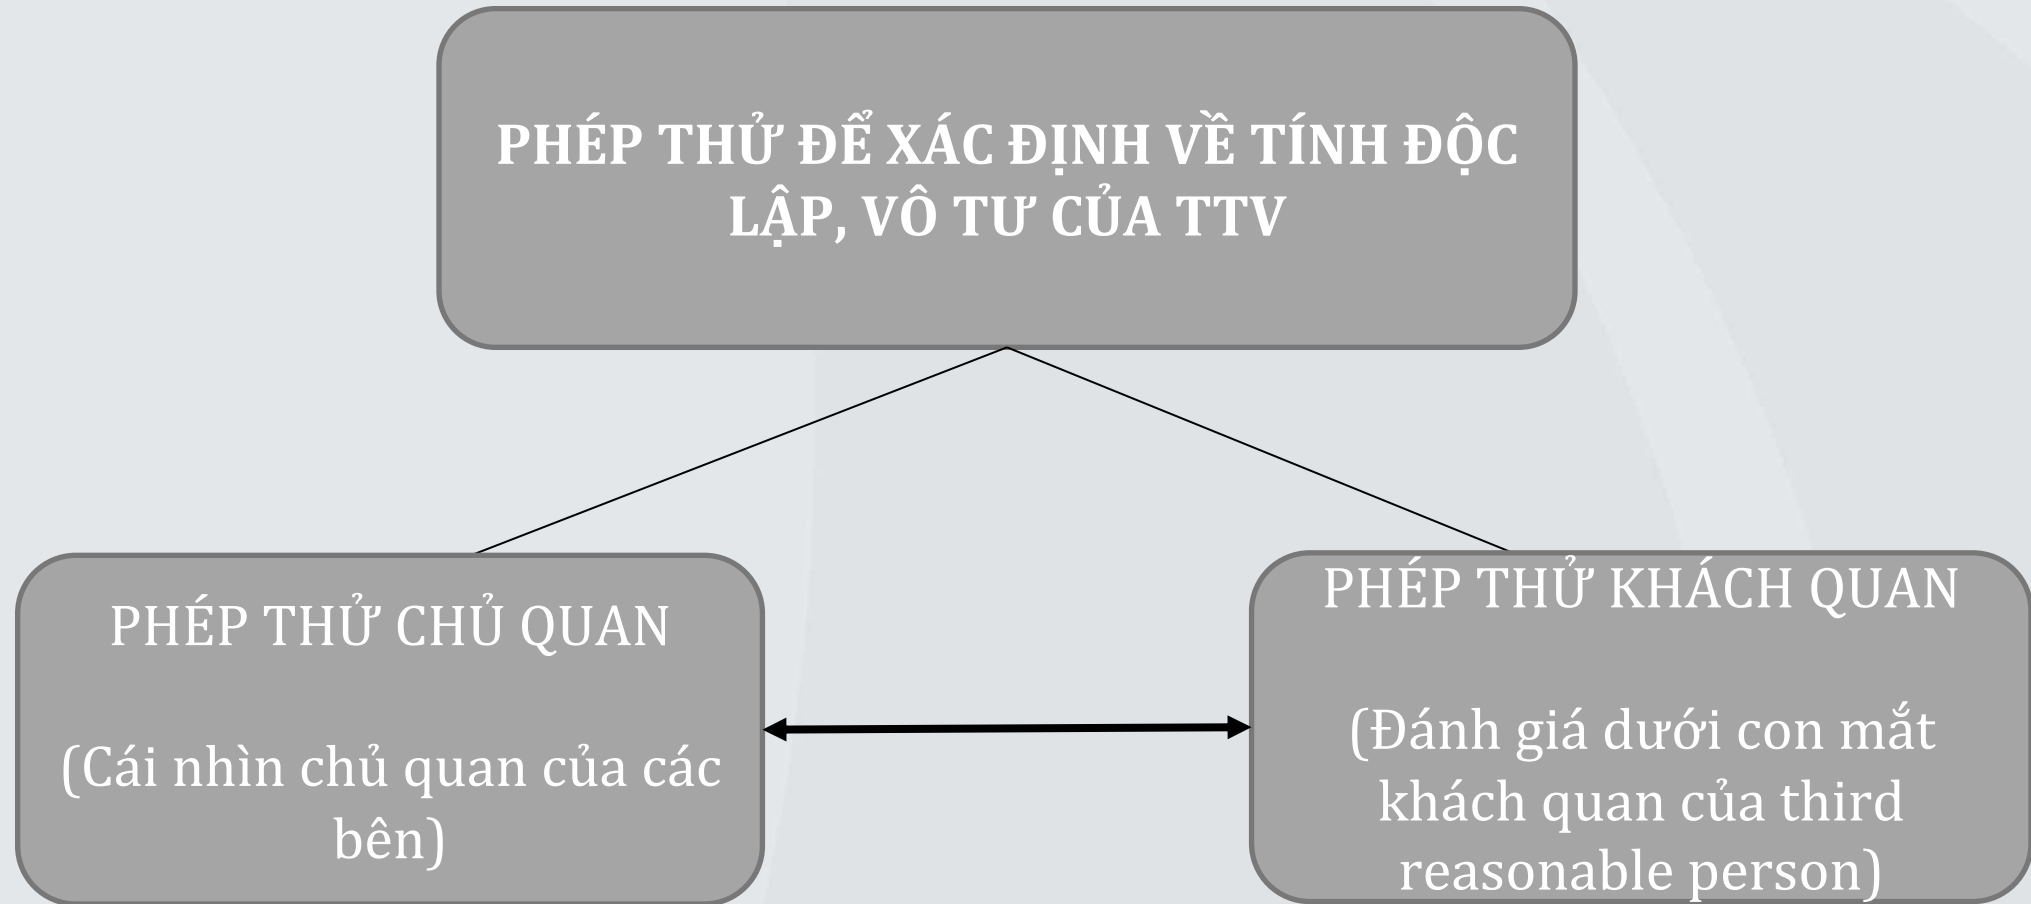 PHÉP THỬ ĐỂ XÁC ĐỊNH VỀ TÍNH ĐỘC
LẬP, VÔ TƯ CỦA TTV
PHÉP THỬ CHỦ QUAN
(Cái nhìn chủ quan của các
bên)
PHÉP THỬ KHÁCH QUAN
(Đánh giá dưới con mắt
khách quan của third
reasonable person)